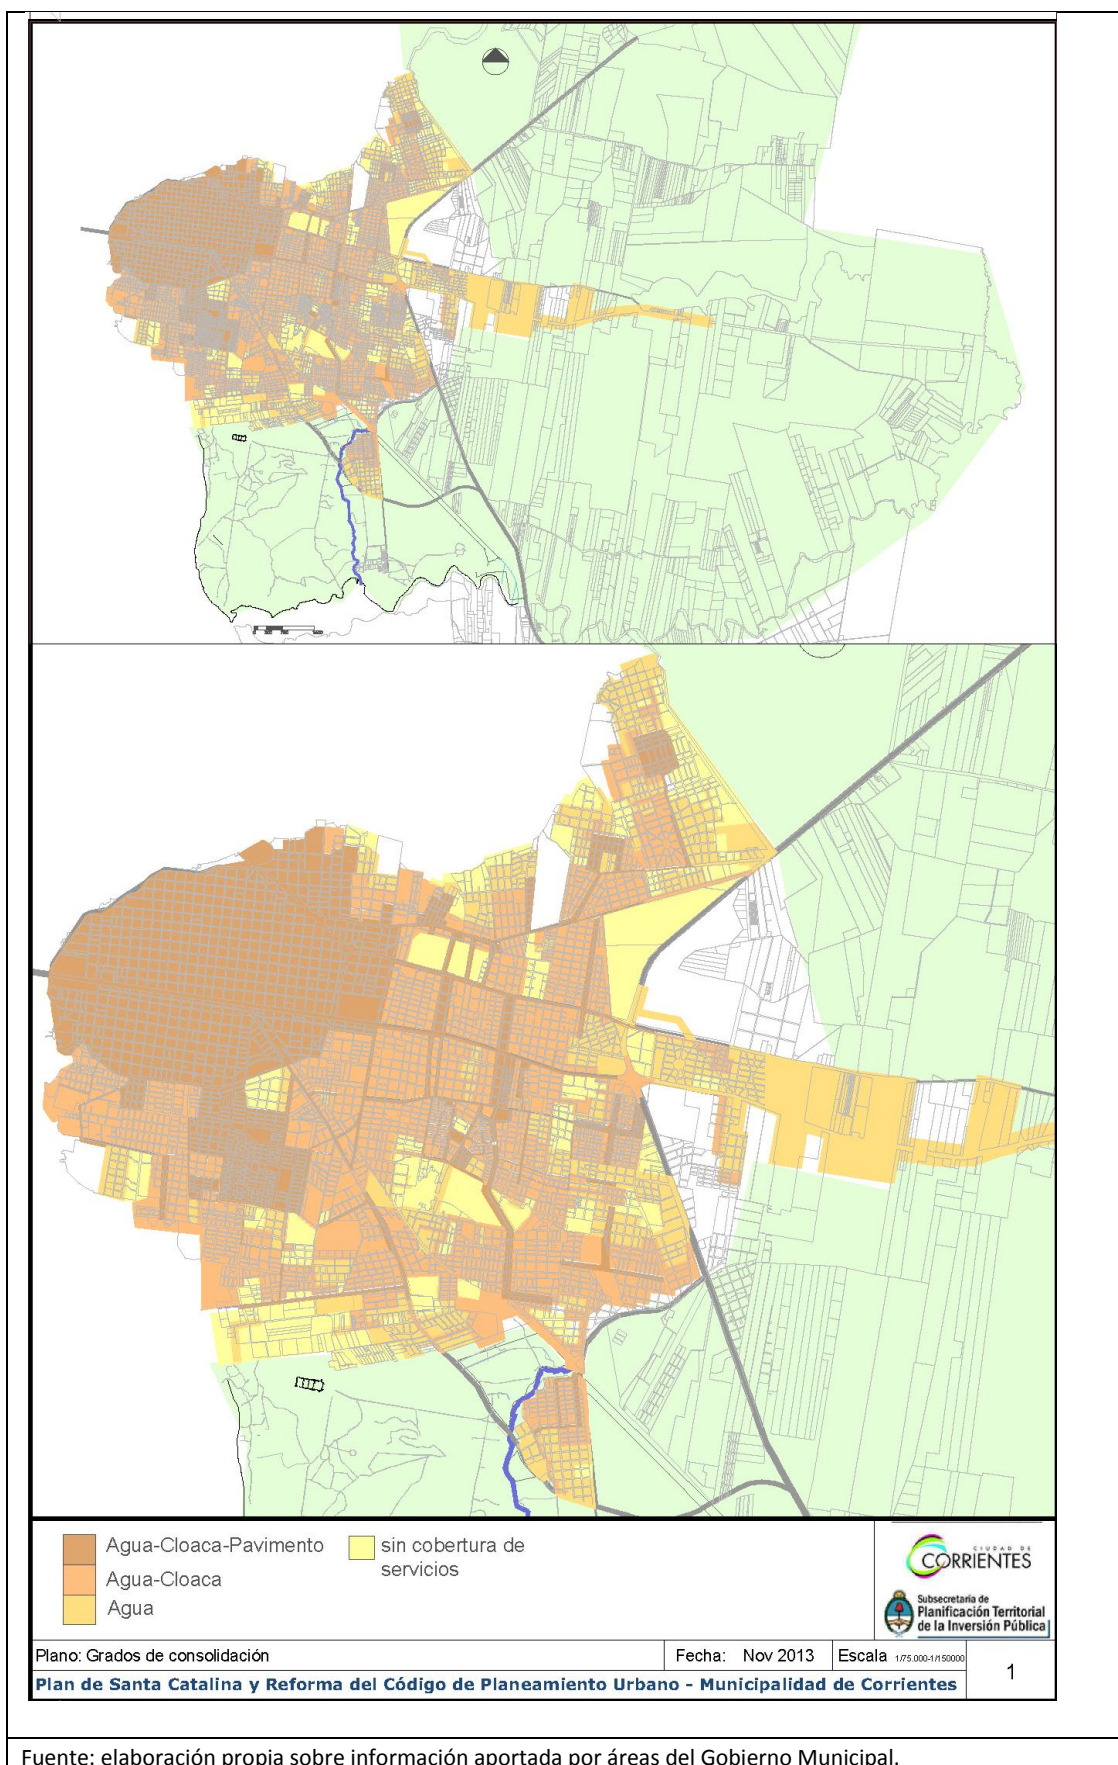 Agua-Cloaca-Pavimento
Agua-Cloaca
Agua
sin cobertura de
servicios
CIUDAD DE
CORRIENTES
Subsecretaría de
Planificación Territorial
de la Inversión Pública
Plano: Grados de consolidación
Fecha: Nov 2013
Escala 1/75.000-1/150000
Plan de Santa Catalina y Reforma del Código de Planeamiento Urbano - Municipalidad de Corrientes
1
Fuente: elaboración propia sobre información aportada por áreas del Gobierno Municipal.